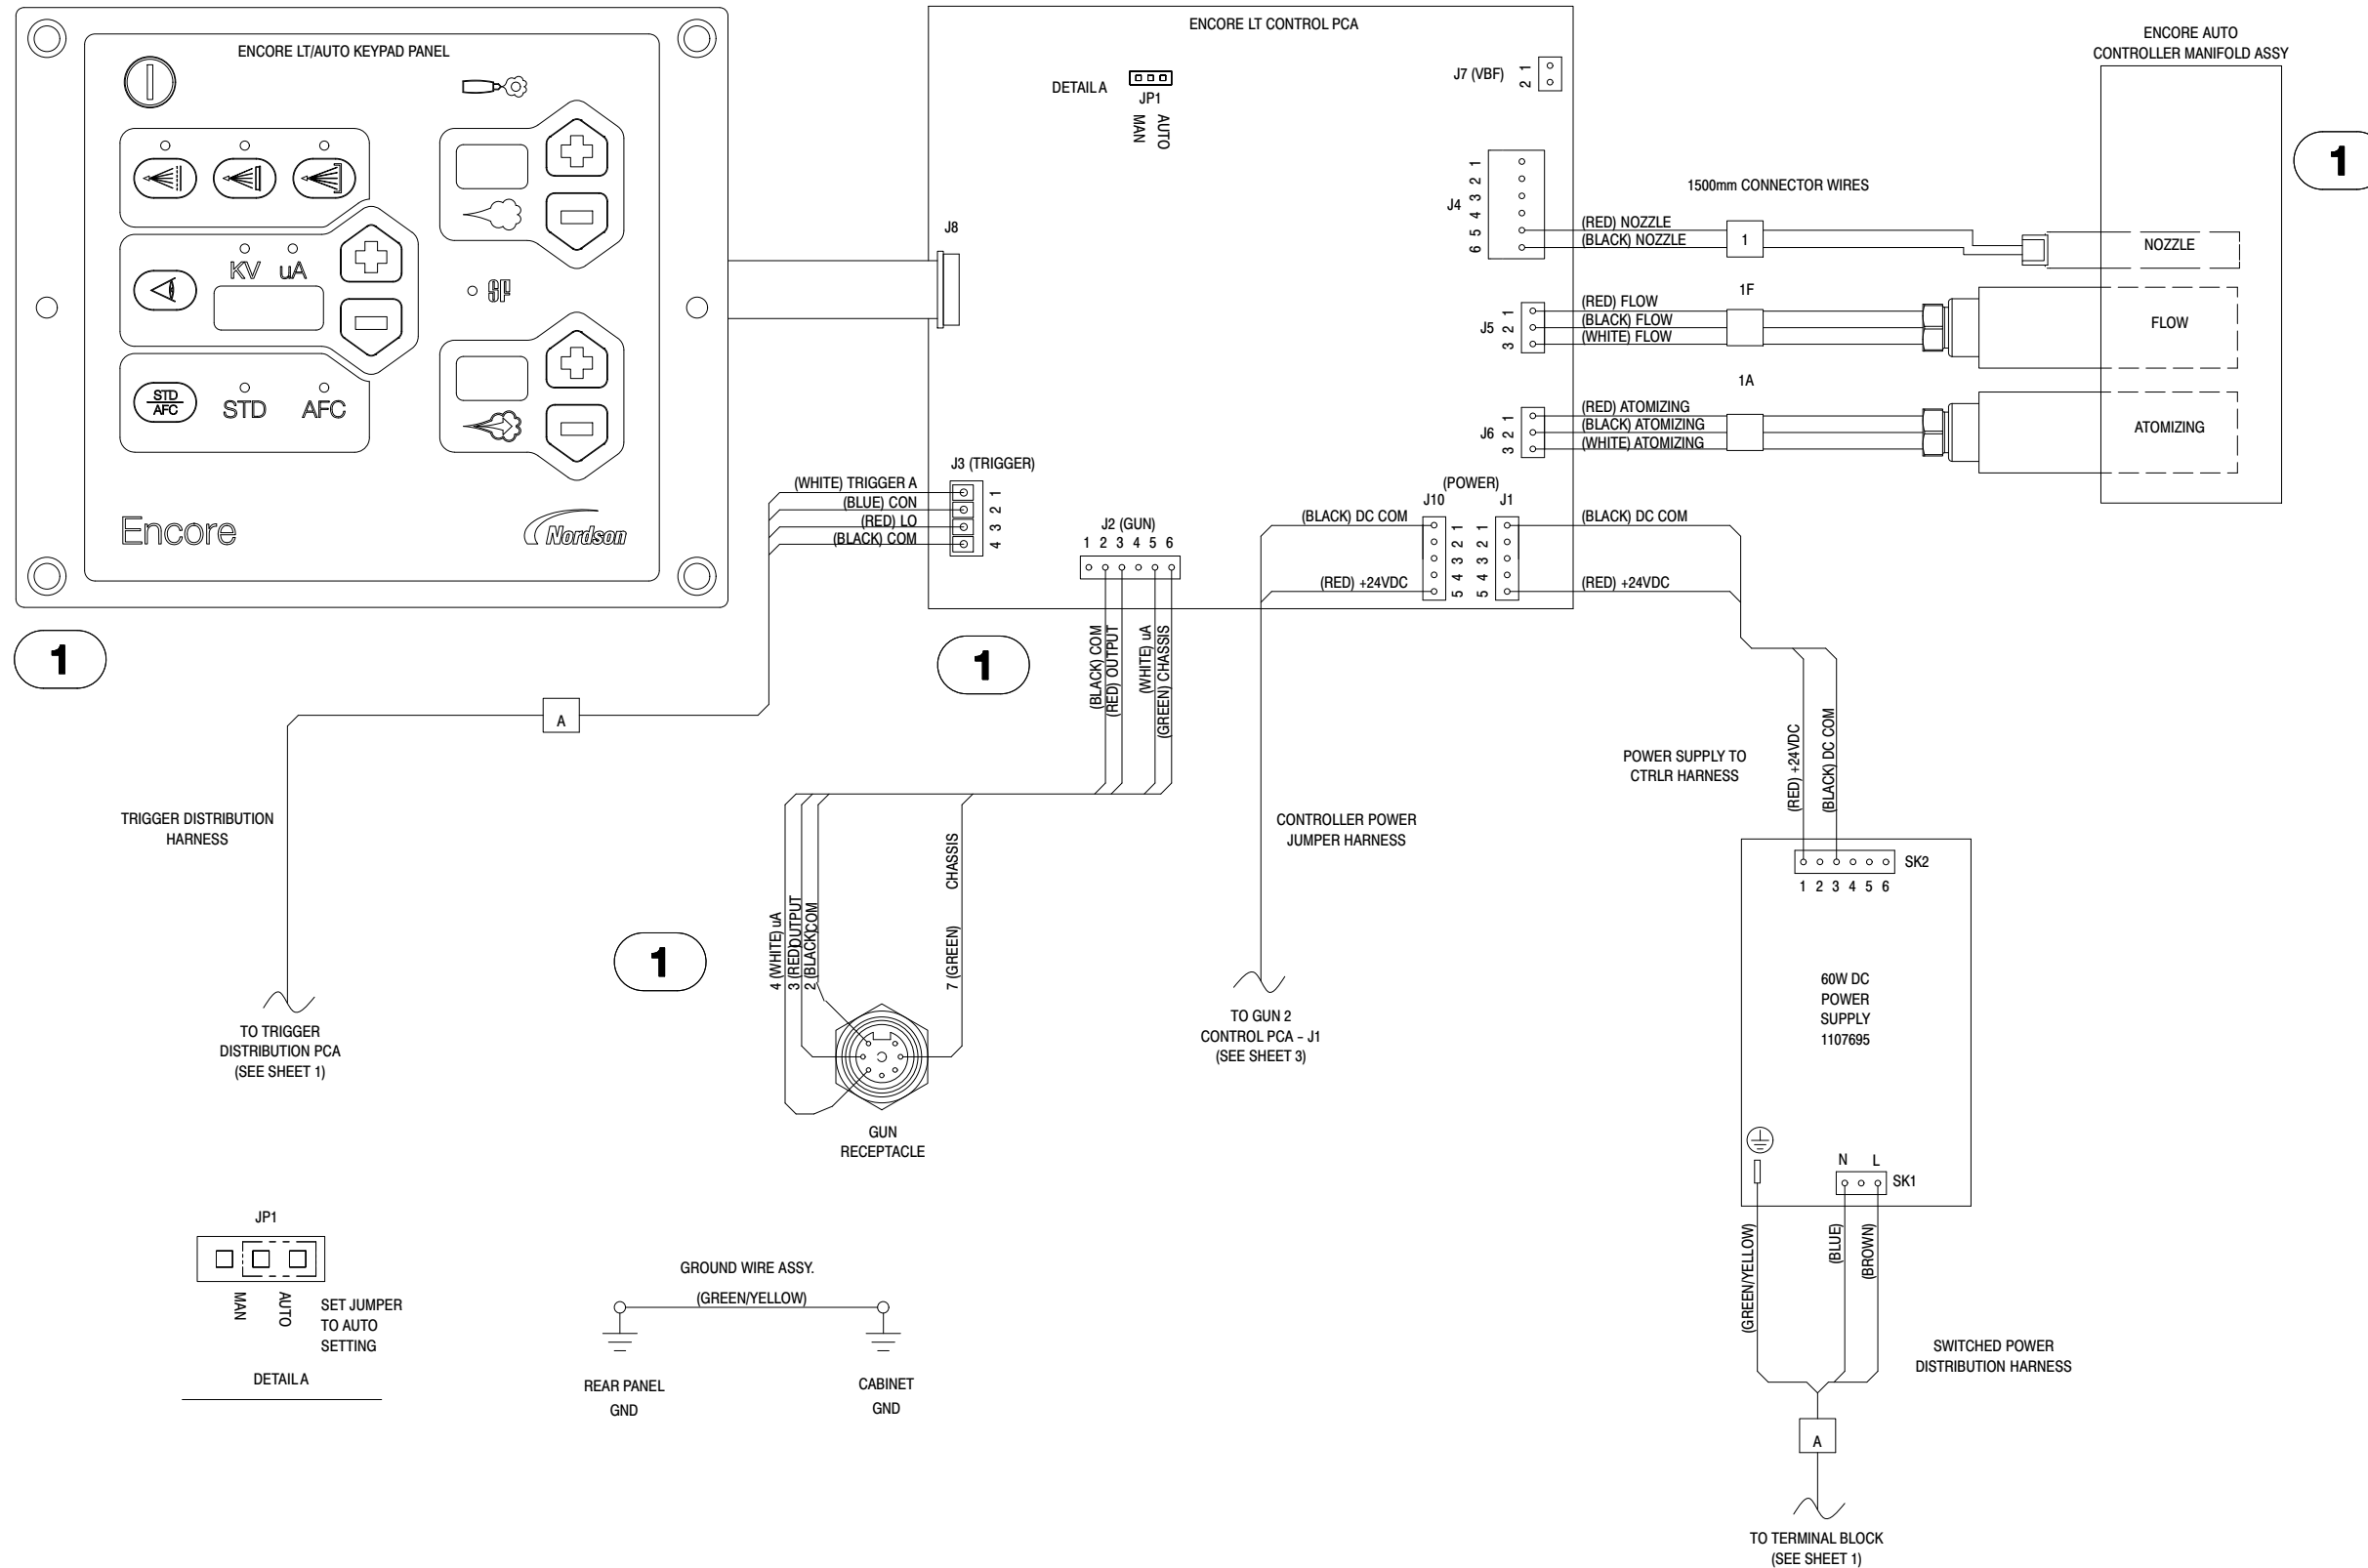 ENCORE LT/AUTO KEYPAD PANEL
KV uA
SF
STD
AFC
STD AFC
Encore
Nordson
1
ENCORE LT CONTROL PCA
DETAIL A
JP1
MAN
AUTO
J7 (VBF)
1
2
J4
1
2
3
4
5
6
J8
J5
1
2
3
J6
1
2
3
1500mm CONNECTOR WIRES
(RED) NOZZLE
(BLACK) NOZZLE
1
1F
(RED) FLOW
(BLACK) FLOW
(WHITE) FLOW
1A
(RED) ATOMIZING
(BLACK) ATOMIZING
(WHITE) ATOMIZING
ENCORE AUTO
CONTROLLER MANIFOLD ASSY
NOZZLE
FLOW
ATOMIZING
1
J3 (TRIGGER)
(WHITE) TRIGGER A
(BLUE) CON
(RED) LO
(BLACK) COM
1
2
3
4
J2 (GUN)
1 2 3 4 5 6
(POWER)
J10
J1
(BLACK) DC COM
(RED) +24VDC
1
2
3
4
5
1
2
3
4
5
(BLACK) DC COM
(RED) +24VDC
1
(BLACK) COM
(RED) OUTPUT
(WHITE) uA
(GREEN) CHASSIS
A
TRIGGER DISTRIBUTION
HARNESS
TO TRIGGER
DISTRIBUTION PCA
(SEE SHEET 1)
1
4 (WHITE) uA
3 (RED)OUTPUT
2 (BLACK)COM
7 (GREEN) CHASSIS
GUN
RECEPTACLE
CONTROLLER POWER
JUMPER HARNESS
TO GUN 2
CONTROL PCA – J1
(SEE SHEET 3)
POWER SUPPLY TO
CTRLR HARNESS
(RED) +24VDC
(BLACK) DC COM
SK2
1 2 3 4 5 6
60W DC
POWER
SUPPLY
1107695
N L
SK1
(GREEN/YELLOW)
(BLUE)
(BROWN)
SWITCHED POWER
DISTRIBUTION HARNESS
A
TO TERMINAL BLOCK
(SEE SHEET 1)
JP1
MAN
AUTO
SET JUMPER
TO AUTO
SETTING
DETAIL A
GROUND WIRE ASSY.
(GREEN/YELLOW)
REAR PANEL
GND
CABINET
GND